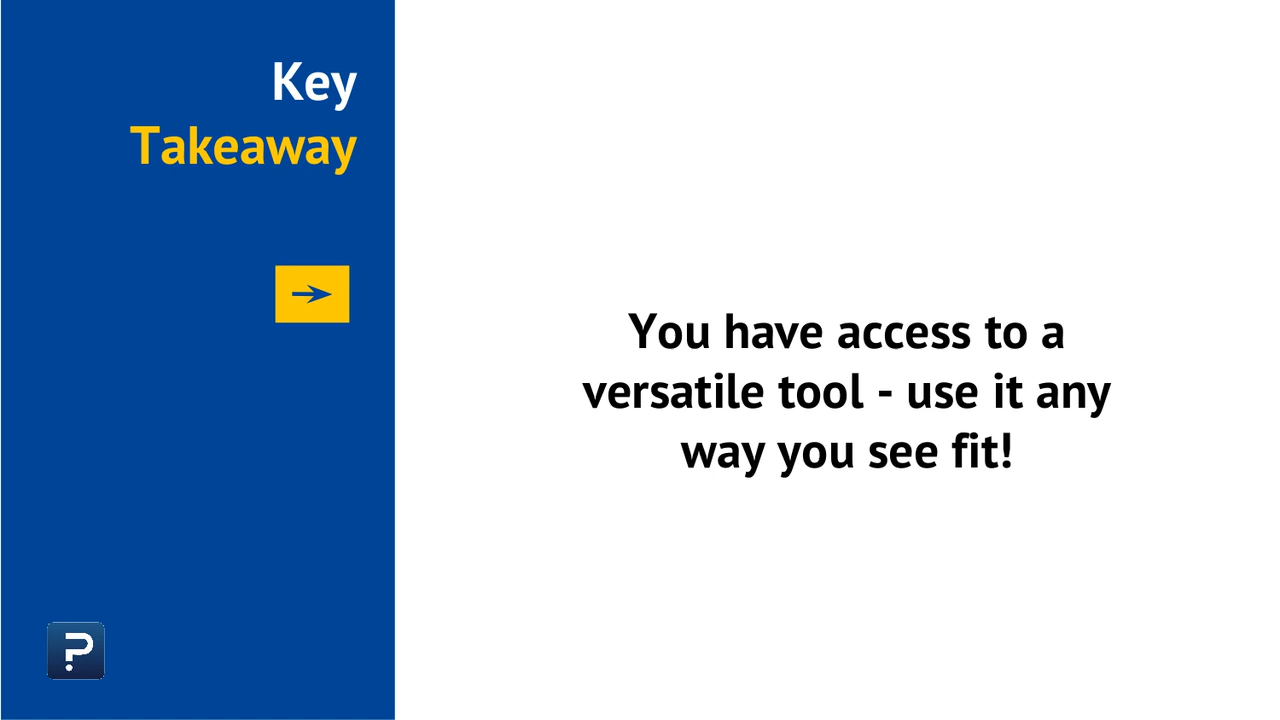 Key
Takeaway
You have access to a
versatile tool - use it any
way you see fit!